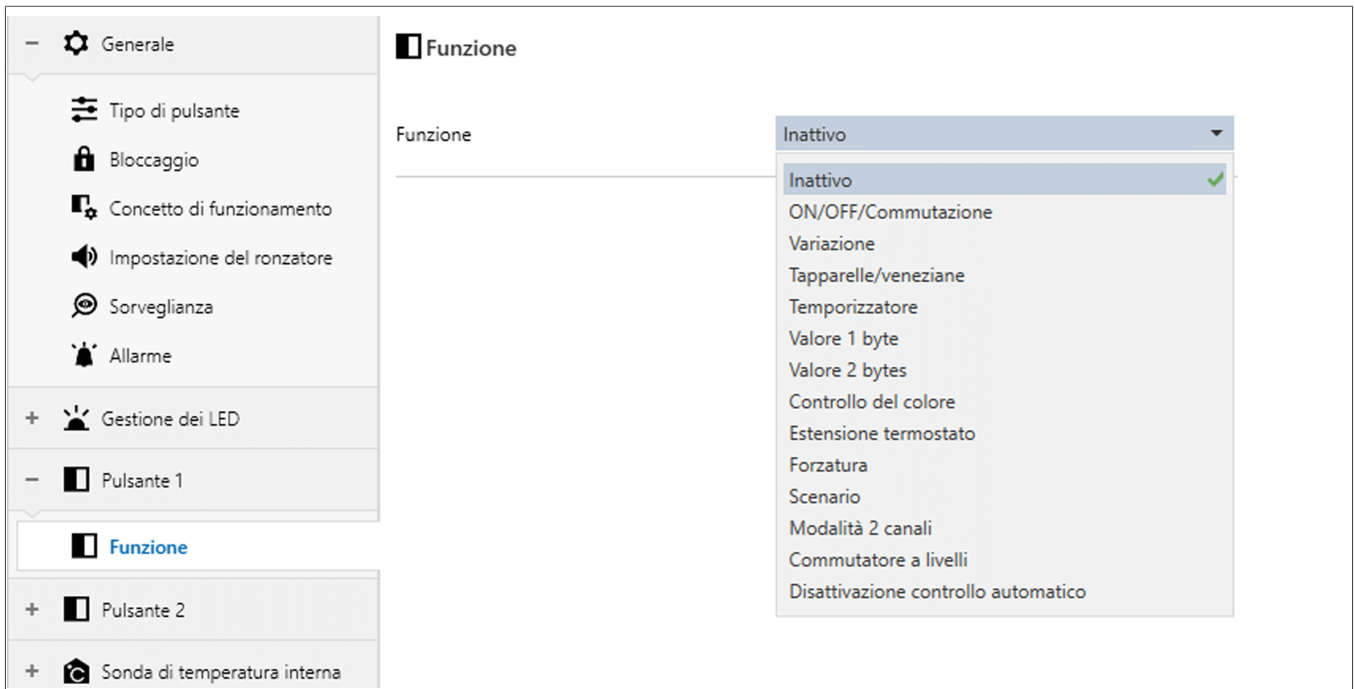 Generale
Tipo di pulsante
Bloccaggio
Concetto di funzionamento
Impostazione del ronzatore
Sorveglianza
Allarme
Gestione dei LED
Pulsante 1
Funzione
Pulsante 2
Sonda di temperatura interna
Funzione
Funzione
Inattivo
Inattivo
ON/OFF/Commutazione
Variazione
Tapparelle/veneziane
Temporizzatore
Valore 1 byte
Valore 2 bytes
Controllo del colore
Estensione termostato
Forzatura
Scenario
Modalità 2 canali
Commutatore a livelli
Disattivazione controllo automatico